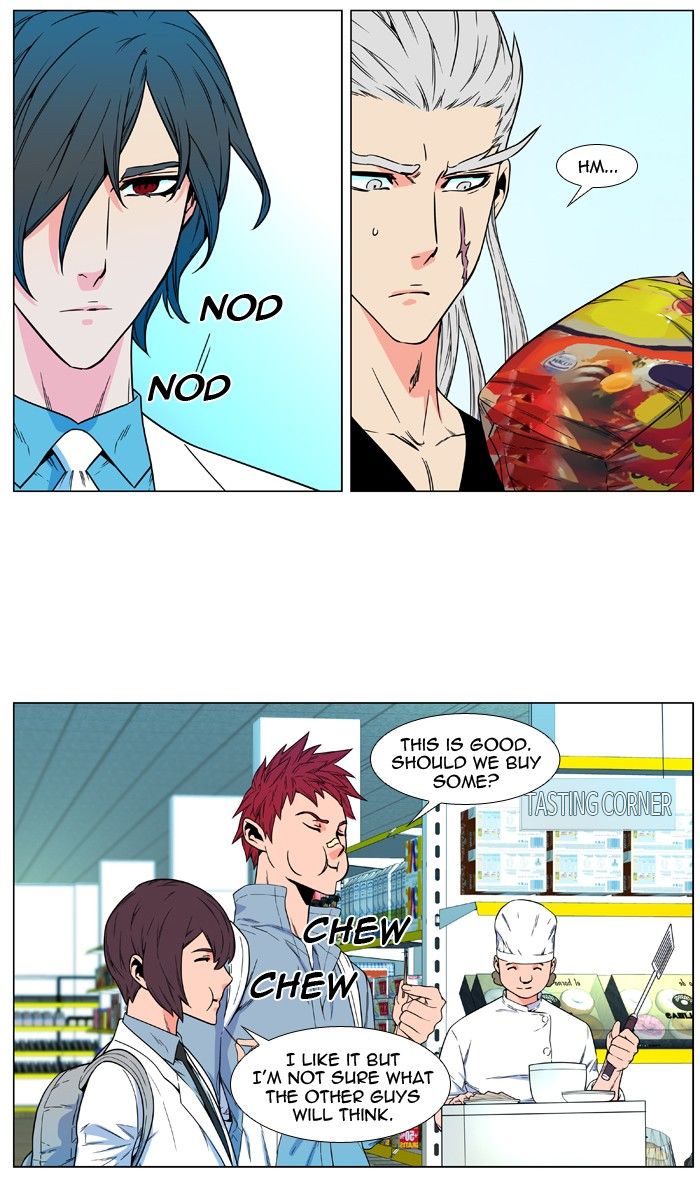 NOD
NOD
HM...
HACCP
THIS IS GOOD.
SHOULD WE BUY
SOME?
TASTING CORNER
CHEW
CHEW
I LIKE IT BUT
I'M NOT SURE WHAT
THE OTHER GUYS
WILL THINK.